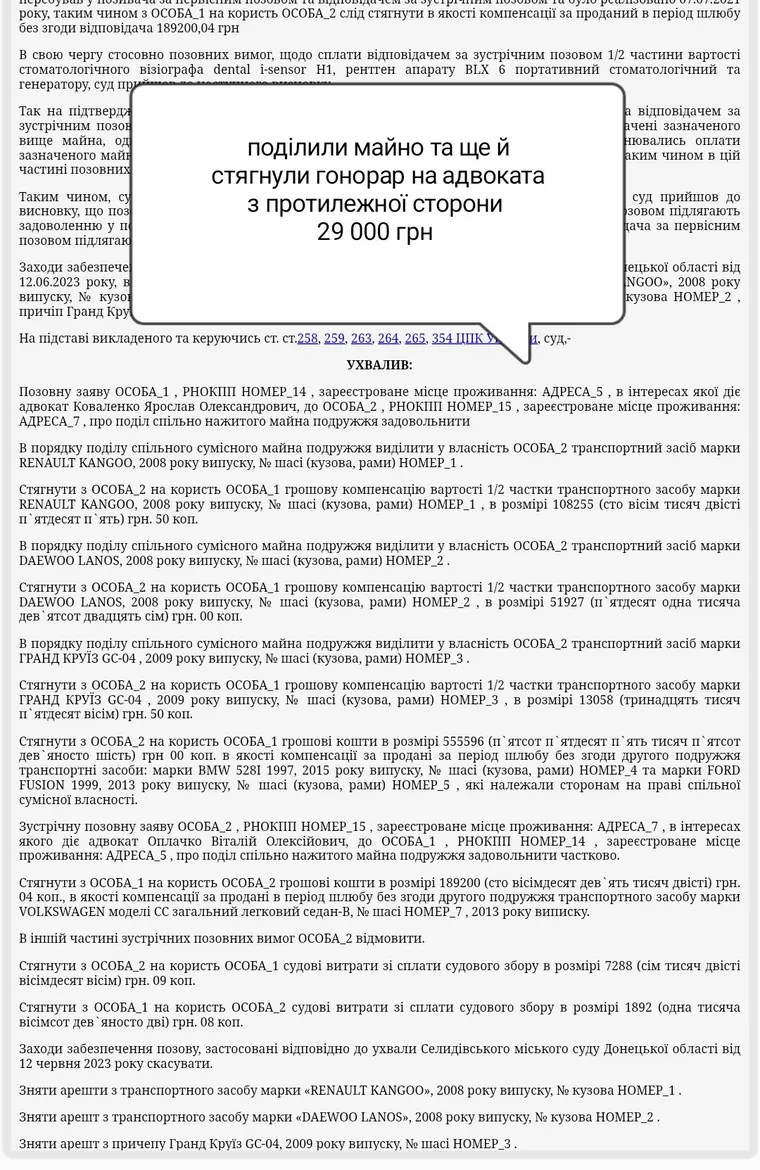 року, таким чином з ОСОБА_1 на користь ОСОБА_2 слід стягнути в якості компенсації за проданий в період шлюбу
без згоди відповідача 189200,04 грн
В свою чергу стосовно позовних вимог, щодо сплати відповідачем за зустрічним позовом 1/2 частини вартості
стоматологічного візіографа dental i-sensor H1, рентген апарату BLX 6 портативний стоматологічний та
генератору, суд
Так на підтвердж а відповідачем за
зустрічним позов ачені зазначеного
вище майна, од нювались оплати
зазначеного майн аким чином в цій
частині позовних
Таким чином, су суд прийшов до
висновку, що поз озовом підлягають
задоволенню у п дача за первісним
позовом підлягаю
Заходи забезпечен нецької області від
12.06.2023 року, в ANGOO», 2008 року
випуску, № кузо кузова НОМЕР_2 ,
причіп Гранд Кру
поділили майно та ще й
стягнули гонорар на адвоката
з протилежної сторони
29 000 грн
На підставі викладеного та керуючись ст. ст.258, 259, 263, 264, 265, 354 ЦПК У и, суд,-
УХВАЛИВ:
Позовну заяву ОСОБА_1 , РНОКПП НОМЕР_14 , зареєстроване місце проживання: АДРЕСА_5 , в інтересах якої діє
адвокат Коваленко Ярослав Олександрович, до ОСОБА_2 , РНОКПП НОМЕР_15 , зареєстроване місце проживання:
АДРЕСА_7 , про поділ спільно нажитого майна подружжя задовольнити
В порядку поділу спільного сумісного майна подружжя виділити у власність ОСОБА_2 транспортний засіб марки
RENAULT KANGOO, 2008 року випуску, № шасі (кузова, рами) НОМЕР_1 .
Стягнути з ОСОБА_2 на користь ОСОБА_1 грошову компенсацію вартості 1/2 частки транспортного засобу марки
RENAULT KANGOO, 2008 року випуску, № шасі (кузова, рами) НОМЕР_1 , в розмірі 108255 (сто вісім тисяч двісті
п`ятдесят п`ять) грн. 50 коп.
В порядку поділу спільного сумісного майна подружжя виділити у власність ОСОБА_2 транспортний засіб марки
DAEWOO LANOS, 2008 року випуску, № шасі (кузова, рами) НОМЕР_2 .
Стягнути з ОСОБА_2 на користь ОСОБА_1 грошову компенсацію вартості 1/2 частки транспортного засобу марки
DAEWOO LANOS, 2008 року випуску, № шасі (кузова, рами) НОМЕР_2 , в розмірі 51927 (п`ятдесят одна тисяча
дев`ятсот двадцять сім) грн. 00 коп.
В порядку поділу спільного сумісного майна подружжя виділити у власність ОСОБА_2 транспортний засіб марки
ГРАНД КРУЇЗ GC-04 , 2009 року випуску, № шасі (кузова, рами) НОМЕР_3 .
Стягнути з ОСОБА_2 на користь ОСОБА_1 грошову компенсацію вартості 1/2 частки транспортного засобу марки
ГРАНД КРУЇЗ GC-04 , 2009 року випуску, № шасі (кузова, рами) НОМЕР_3 , в розмірі 13058 (тринадцять тисяч
п`ятдесят вісім) грн. 50 коп.
Стягнути з ОСОБА_2 на користь ОСОБА_1 грошові кошти в розмірі 555596 (п`ятсот п`ятдесят п`ять тисяч п`ятсот
дев`яносто шість) грн 00 коп. в якості компенсації за продані за період шлюбу без згоди другого подружжя
транспортні засоби: марки BMW 528I 1997, 2015 року випуску, № шасі (кузова, рами) НОМЕР_4 та марки FORD
FUSION 1999, 2013 року випуску, № шасі (кузова, рами) НОМЕР_5 , які належали сторонам на праві спільної
сумісної власності.
Зустрічну позовну заяву ОСОБА_2 , РНОКПП НОМЕР_15 , зареєстроване місце проживання: АДРЕСА_7 , в інтересах
якого діє адвокат Оплачко Віталій Олексійович, до ОСОБА_1 , РНОКПП НОМЕР_14 , зареєстроване місце
проживання: АДРЕСА_5 , про поділ спільно нажитого майна подружжя задовольнити частково.
Стягнути з ОСОБА_1 на користь ОСОБА_2 грошові кошти в розмірі 189200 (сто вісімдесят дев`ять тисяч двісті) грн.
04 коп., в якості компенсації за продані в період шлюбу без згоди другого подружжя транспортного засобу марки
VOLKSWAGEN моделі СС загальний легковий седан-В, № шасі НОМЕР_7 , 2013 року випуску.
В іншій частині зустрічних позовних вимог ОСОБА_2 відмовити.
Стягнути з ОСОБА_2 на користь ОСОБА_1 судові витрати зі сплати судового збору в розмірі 7288 (сім тисяч двісті
вісімдесят вісім) грн. 09 коп.
Стягнути з ОСОБА_1 на користь ОСОБА_2 судові витрати зі сплати судового збору в розмірі 1892 (одна тисяча
вісімсот дев`яносто дві) грн. 08 коп.
Заходи забезпечення позову, застосовані відповідно до ухвали Селидівського міського суду Донецької області від
12 червня 2023 року скасувати.
Зняти арешти з транспортного засобу марки «RENAULT KANGOO», 2008 року випуску, № кузова НОМЕР_1 .
Зняти арешт з транспортного засобу марки «DAEWOO LANOS», 2008 року випуску, № кузова НОМЕР_2 .
Зняти арешт з причепу Гранд Круїз GC-04, 2009 року випуску, № шасі НОМЕР_3 .